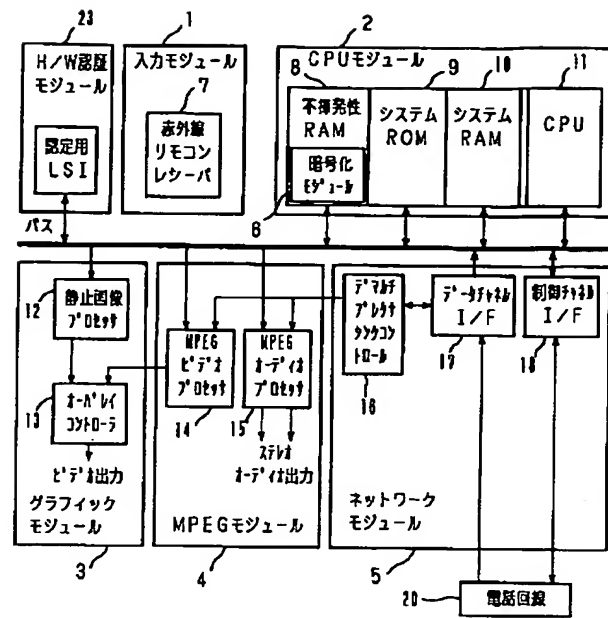 23
H/W認証
モジュール
認定用
LSI
1
入力モジュール
7
赤外線
リモコン
レシーバ
2
CPUモジュール
8
不揮発性
RAM
暗号化
モジュール
6
9
システム
ROM
10
システム
RAM
11
CPU
バス
12
静止画像
プロセッサ
13
オーバレイ
コントローラ
ビデオ出力
グラフィック
モジュール
3
MPEG
ビデオ
プロセッサ
14
MPEG
オーディオ
プロセッサ
15
ステレオ
オーディオ出力
MPEGモジュール
4
デマルチ
プレクサ
シンクコン
トロール
16
データチャネル
I/F
17
制御チャネル
I/F
18
ネットワーク
モジュール
5
20
電話回線